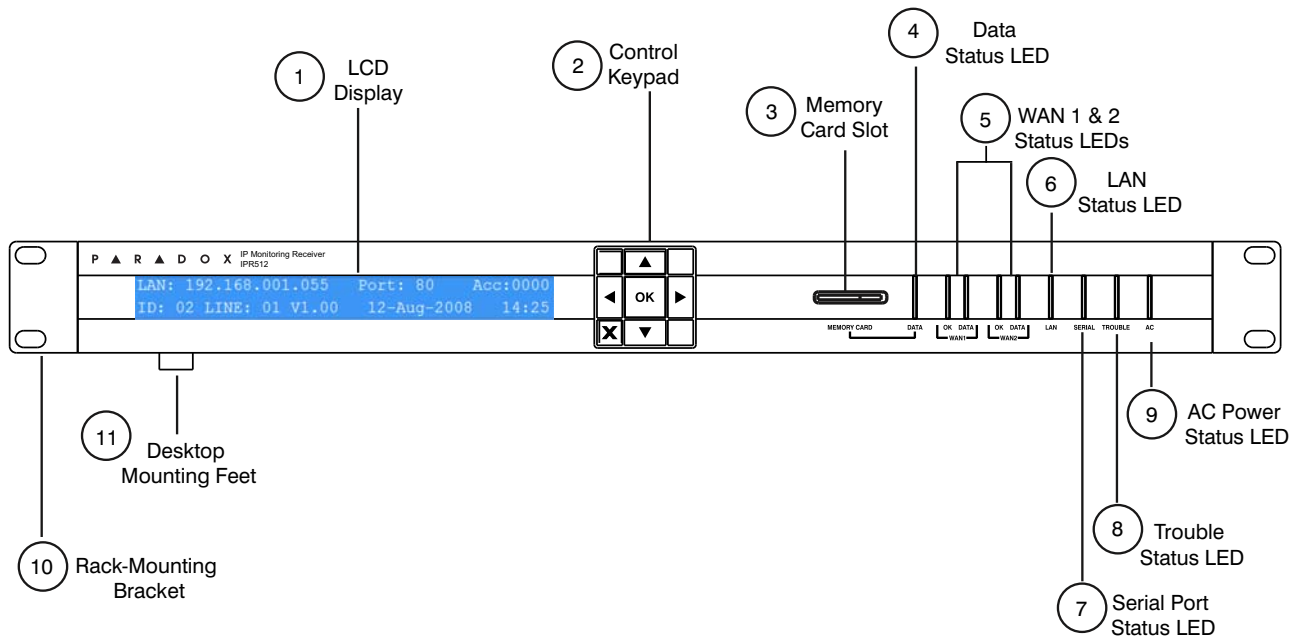 4
Data
Status LED
1
LCD
Display
2
Control
Keypad
3
Memory
Card Slot
5
WAN 1 & 2
Status LEDs
6
LAN
Status LED
P ▲ R ▲ D O X
IP Monitoring Receiver
IPR512
LAN: 192.168.001.055 Port: 80 Acc:0000
ID: 02 LINE: 01 V1.00 12-Aug-2008 14:25
OK
X
MEMORY CARD DATA OK DATA OK DATA LAN SERIAL TROUBLE AC
WAN1 WAN2
11
Desktop
Mounting Feet
9
AC Power
Status LED
10
Rack-Mounting
Bracket
8
Trouble
Status LED
7
Serial Port
Status LED